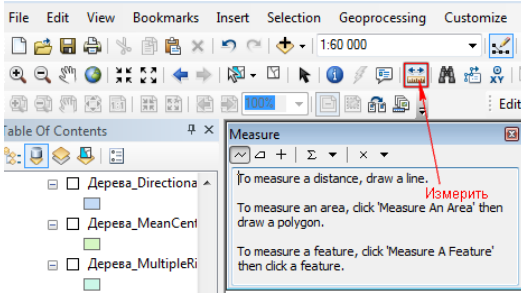 File Edit View Bookmarks Insert Selection Geoprocessing Customize
1:60 000
100%
Edit
Table Of Contents
Measure
To measure a distance, draw a line.
Измерить
To measure an area, click 'Measure An Area' then
draw a polygon.
To measure a feature, click 'Measure A Feature'
then click a feature.
Дерева_Directiona
Дерева_MeanCent
Дерева_MultipleRi